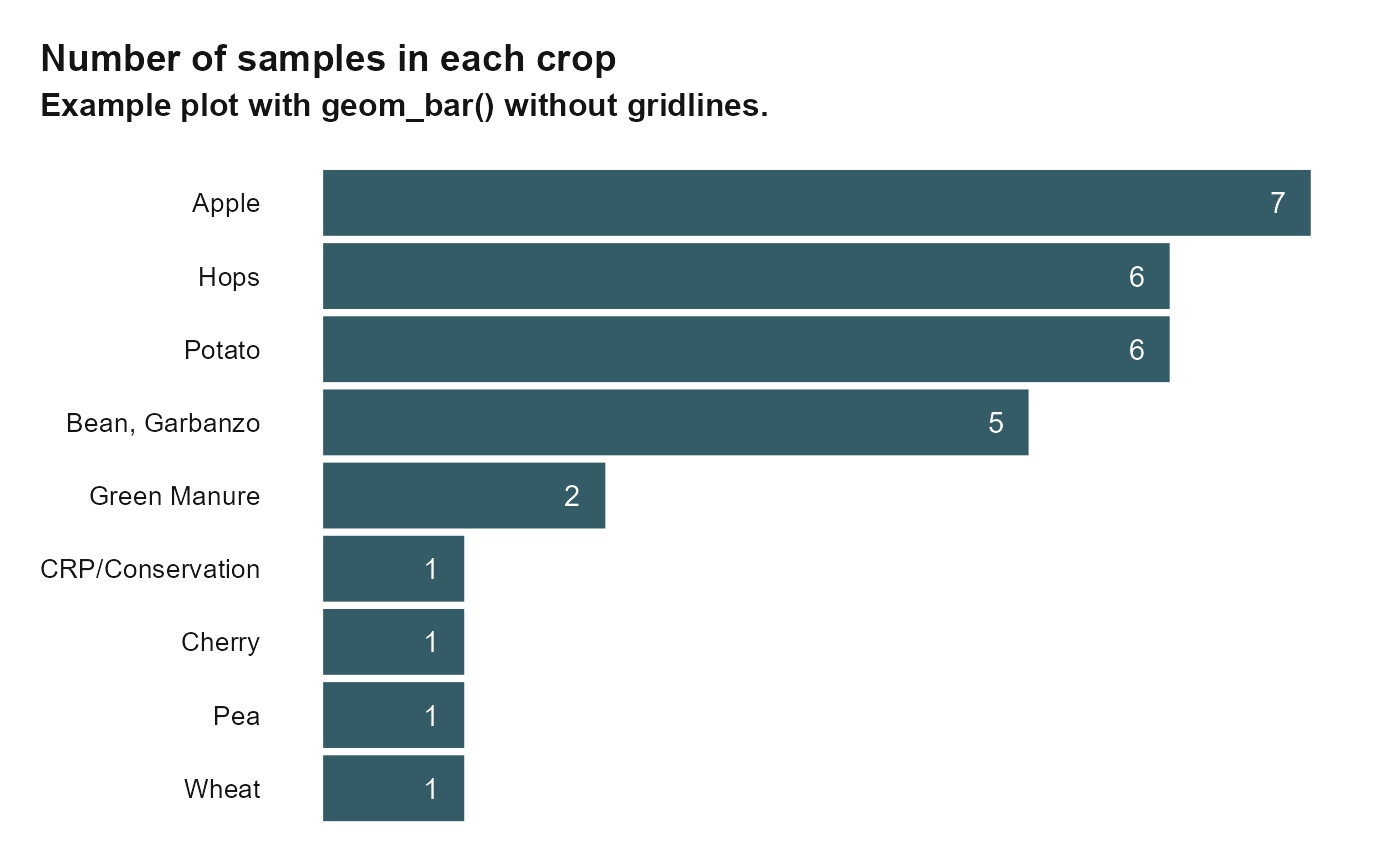 Number of samples in each crop
Example plot with geom_bar() without gridlines.
Apple 7
Hops 6
Potato 6
Bean, Garbanzo 5
Green Manure 2
CRP/Conservation 1
Cherry 1
Pea 1
Wheat 1